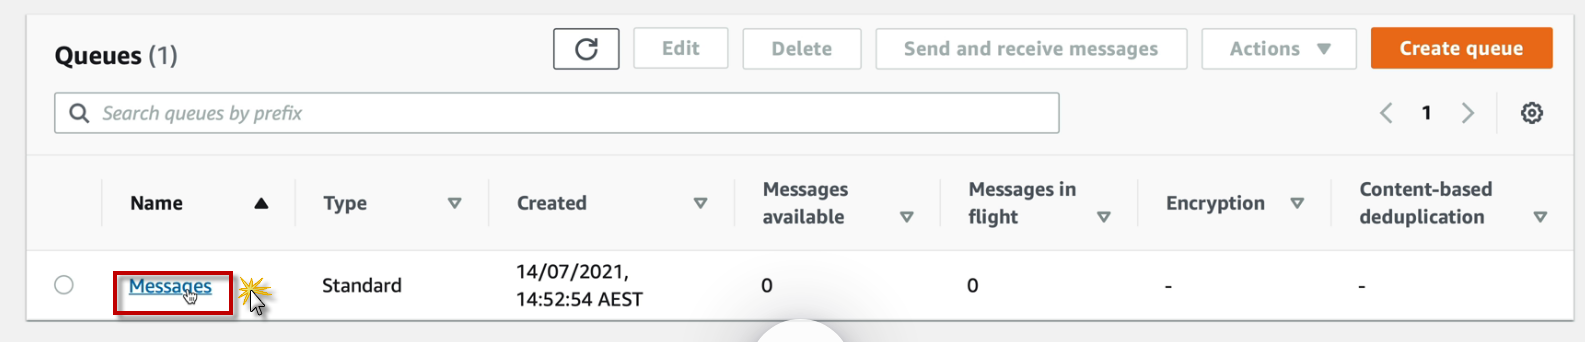 Queues (1)
Edit
Delete
Send and receive messages
Actions
Create queue
Search queues by prefix
1
Name
Type
Created
Messages
available
Messages in
flight
Encryption
Content-based
deduplication
Messages
Standard
14/07/2021,
14:52:54 AEST
0
0
-
-